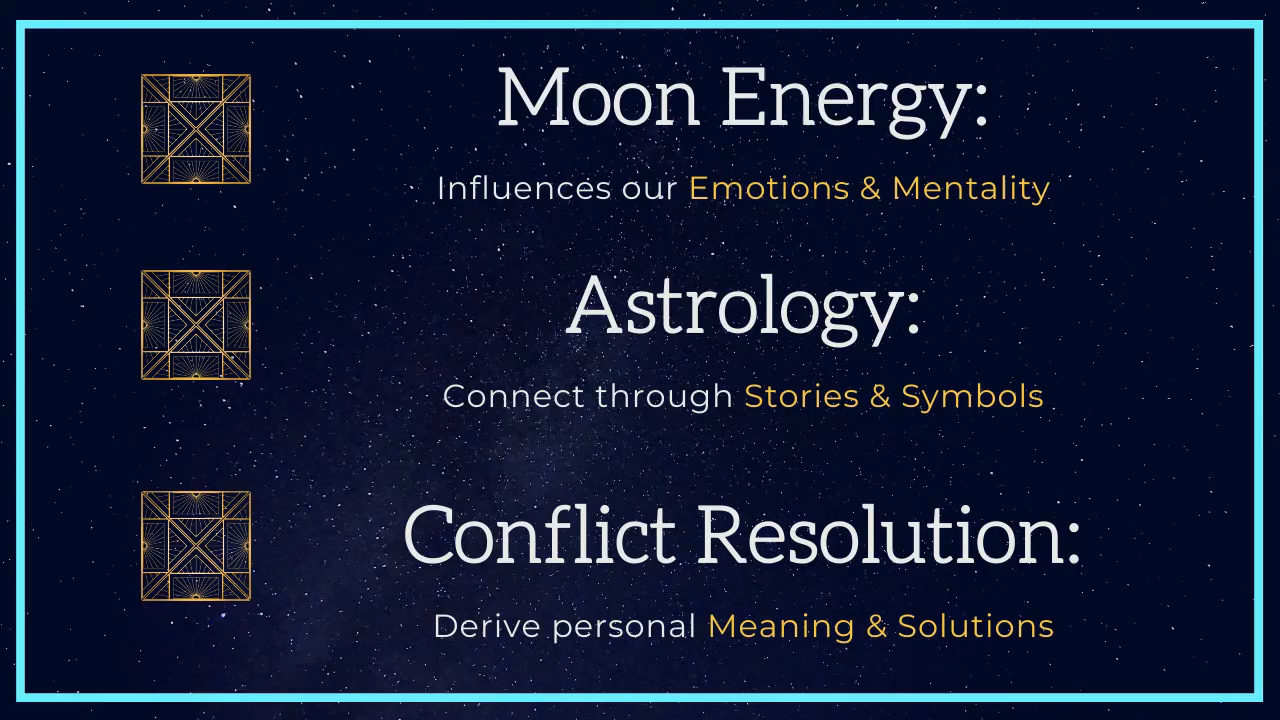 Moon Energy:
Influences our Emotions & Mentality
Astrology:
Connect through Stories & Symbols
Conflict Resolution:
Derive personal Meaning & Solutions